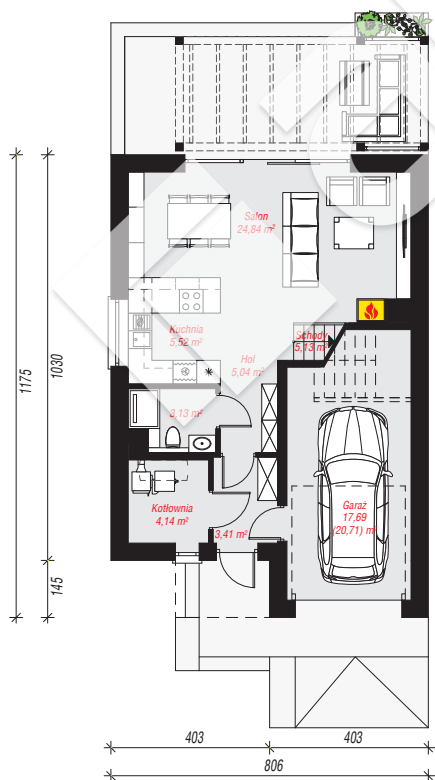 Salon
24,84 m²
Kuchnia
5,52 m²
Hol
5,04 m²
Schody
5,13 m²
3,13 m²
Kotłownia
4,14 m²
3,41 m²
Garaż
17,69
(20,71) m²
1175
1030
145
403
403
806